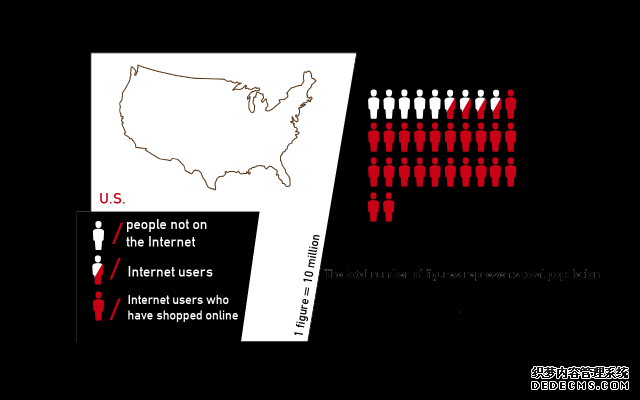 U.S.
people not on
the Internet
Internet users
Internet users who
have shopped online
1 figure = 10 million
The total number of figures represents total population
织梦内容管理系统
DEDECMS.COM